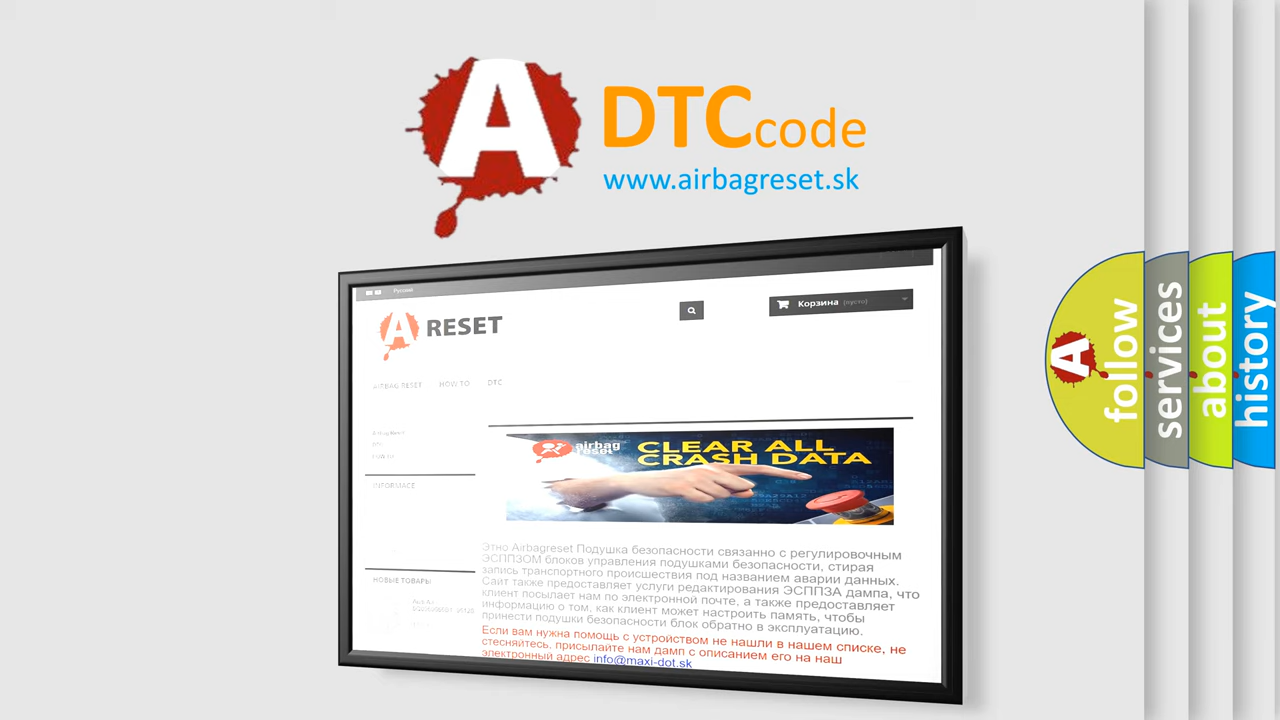 A
DTCcode
www.airbagreset.sk
Русский
Корзина (пусто)
A RESET
AIRBAG RESET HOW TO DTC
Airbag Reset
DTC
INFORMACE
airbag
reset
CLEAR ALL
CRASH DATA
Этно Airbagreset Подушка безопасности связанно с регулировочным
ЭСППЗОМ блоков управления подушками безопасности, стирая
запись транспортного происшествия под названием аварии данных.
Сайт также предоставляет услуги редактирования ЭСППЗА дампа, что
клиент посылает нам по электронной почте, а также предоставляет
информацию о том, как клиент может настроить память, чтобы
принести подушки безопасности блок обратно в эксплуатацию.
Если вам нужна помощь с устройством не нашли в нашем списке, не
стесняйтесь, присылайте нам дамп с описанием его на наш
электронный адрес info@maxi-dot.sk
НОВЫЕ ТОВАРЫ
A follow
services
about
history